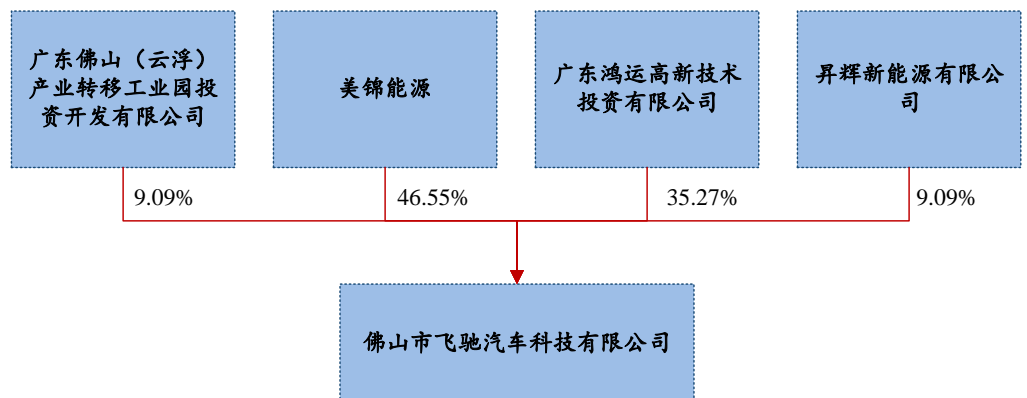 广东佛山（云浮）
产业转移工业园投
资开发有限公司
美锦能源
广东鸿运高新技术
投资有限公司
昇辉新能源有限公
司
9.09%
46.55%
35.27%
9.09%
佛山市飞驰汽车科技有限公司